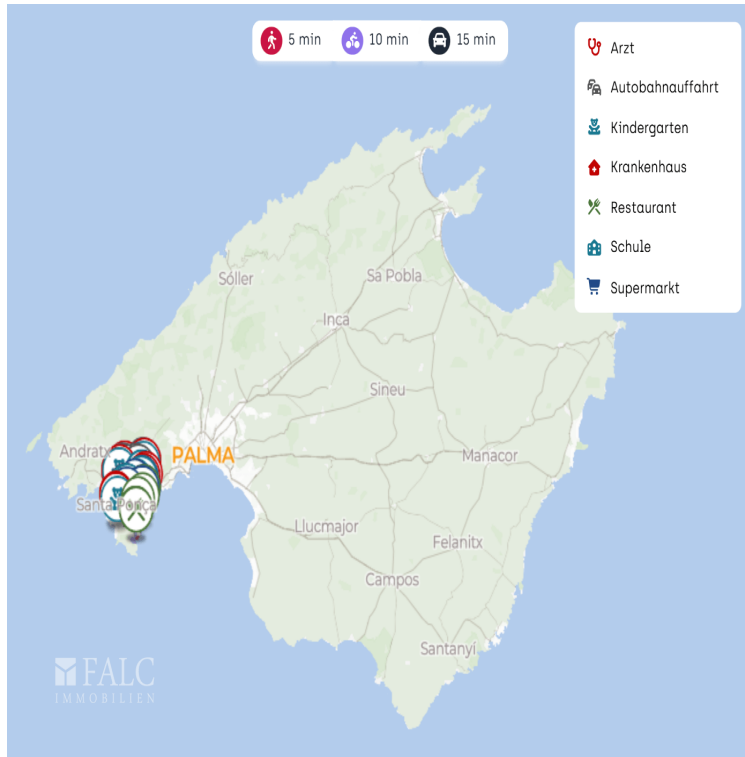 5 min
10 min
15 min
Arzt
Autobahnauffahrt
Kindergarten
Krankenhaus
Restaurant
Schule
Supermarkt
Sóller
Sa Pobla
Inca
Sineu
Andratx
PALMA
Manacor
Santa Ponça
Llucmajor
Felanitx
Campos
Santanyí
FALC
IMMOBILIEN